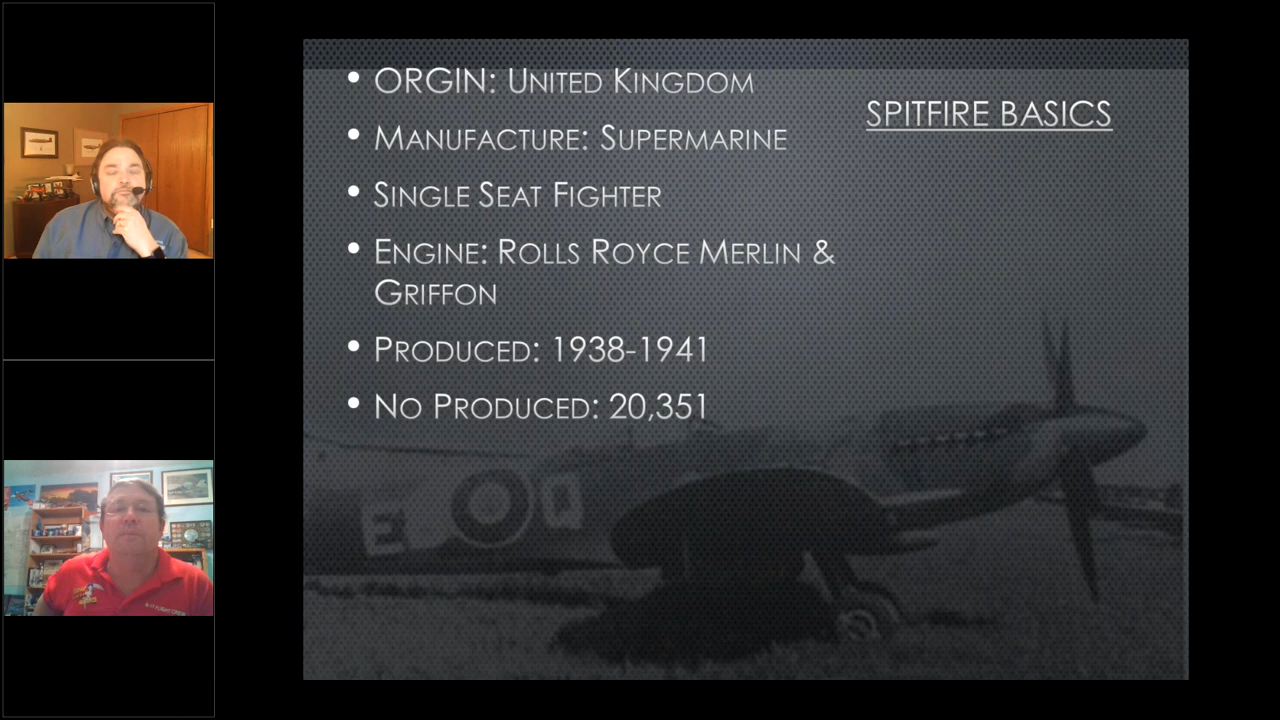 SPITFIRE BASICS
• ORGIN: UNITED KINGDOM
• MANUFACTURE: SUPERMARINE
• SINGLE SEAT FIGHTER
• ENGINE: ROLLS ROYCE MERLIN &
GRIFFON
• PRODUCED: 1938-1941
• NO PRODUCED: 20,351
E
Q